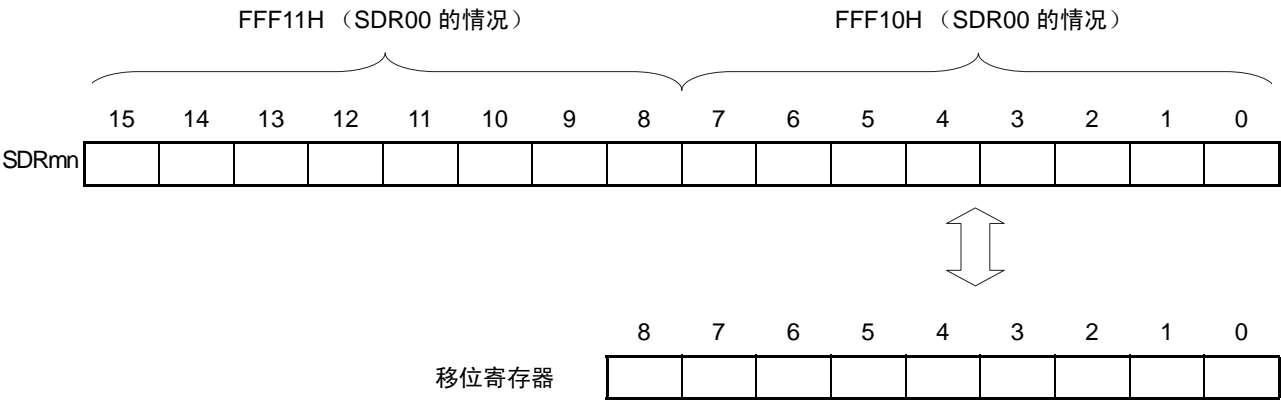 FFF11H （SDR00 的情况） FFF10H （SDR00 的情况）
15 14 13 12 11 10 9 8 7 6 5 4 3 2 1 0
SDRmn
8 7 6 5 4 3 2 1 0
移位寄存器